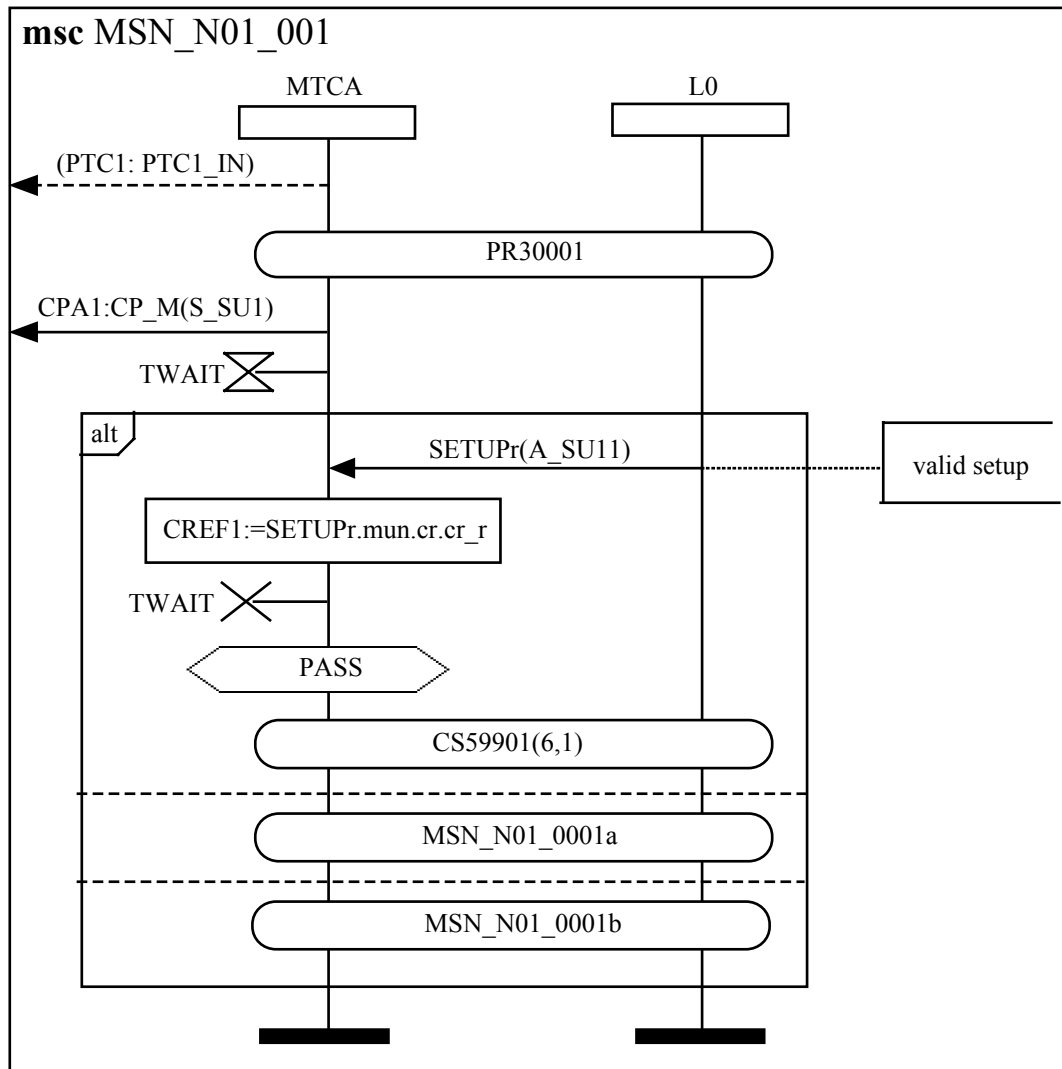 msc MSN_N01_001
MTCA
L0
(PTC1: PTC1_IN)
PR30001
CPA1:CP_M(S_SU1)
TWAIT
alt
SETUPr(A_SU11)
valid setup
CREF1:=SETUPr.mun.cr.cr_r
TWAIT
PASS
CS59901(6,1)
MSN_N01_0001a
MSN_N01_0001b